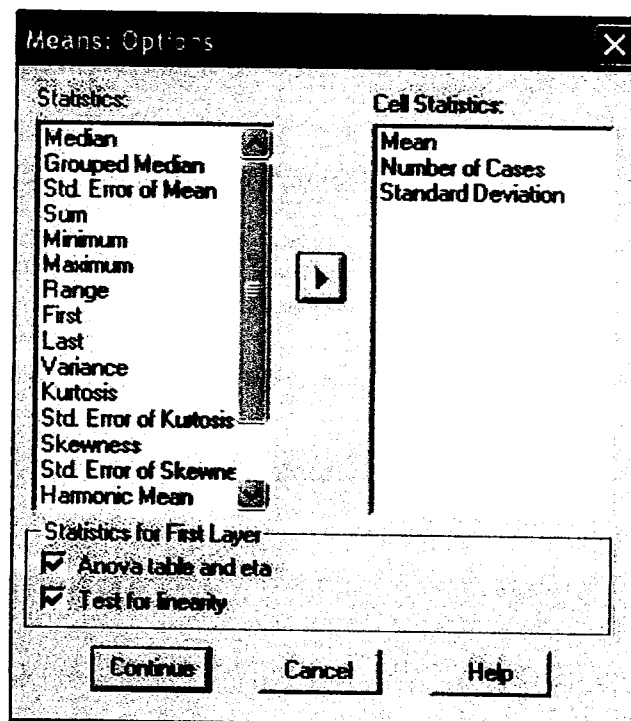 Means: Options
Statistics:
Median
Grouped Median
Std. Error of Mean
Sum
Minimum
Maximum
Range
First
Last
Variance
Kurtosis
Std. Error of Kurtosis
Skewness
Std. Error of Skewne
Harmonic Mean
Cell Statistics:
Mean
Number of Cases
Standard Deviation
Statistics for First Layer
Anova table and eta
Test for linearity
Continue
Cancel
Help